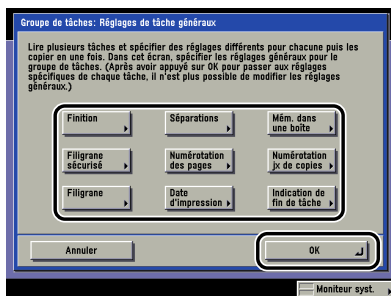 Groupe de tâches: Réglages de tâche généraux
Lire plusieurs tâches et spécifier des réglages différents pour chacune puis les
copier en une fois. Dans cet écran, spécifier les réglages généraux pour le
groupe de tâches. (Après avoir appuyé sur OK pour passer aux réglages
spécifiques de chaque tâche, il n'est plus possible de modifier les réglages
généraux.)
Finition
Séparations
Mém. dans
une boîte
Filigrane
sécurisé
Numérotation
des pages
Numérotation
jx de copies
Filigrane
Date
d'impression
Indication de
fin de tâche
Annuler
OK
Moniteur syst.